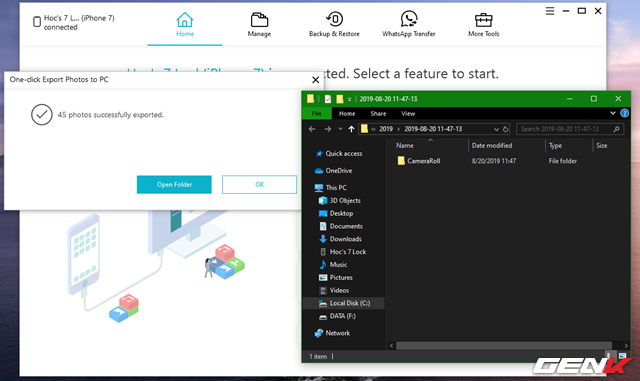 Hoc's 7 L... (iPhone 7)
connected
Home
Manage
Backup & Restore
WhatsApp Transfer
More Tools
connected. Select a feature to start.
One-click Export Photos to PC
45 photos successfully exported.
Open Folder
OK
2019-08-20 11-47-13
File
Home
Share
View
« 2019 › 2019-08-20 11-47-13
Search 2019-08-20 11-47-13
Name
Date modified
Type
Size
CameraRoll
8/20/2019 11:47
File folder
Quick access
OneDrive
This PC
3D Objects
Desktop
Documents
Downloads
Hoc's 7 Lock
Music
Pictures
Videos
Local Disk (C:)
DATA (F:)
Network
1 item
GENK